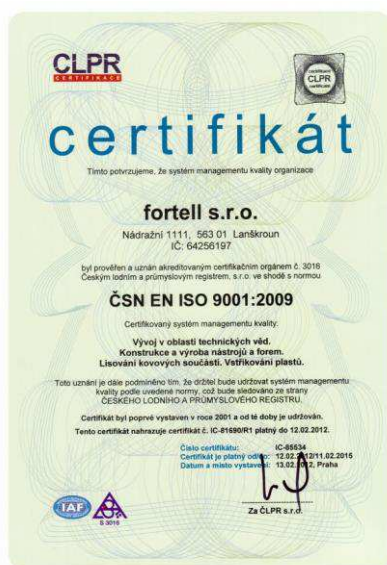 CLPR
CERTIFIKACE
CLPR
certifikát
Tímto potvrzujeme, že systém managementu kvality organizace
fortell s.r.o.
Nádražní 1111, 563 01 Lanškroun
IČ: 64256197
byl prověřen a uznán akreditovaným certifikačním orgánem č. 3016
Českým lodním a průmyslovým registrem, s.r.o. ve shodě s normou
ČSN EN ISO 9001:2009
Certifikovaný systém managementu kvality:
Vývoj v oblasti technických věd.
Konstrukce a výroba nástrojů a forem.
Lisování kovových součástí. Vstřikování plastů.
Toto uznání je dále podmíněno tím, že držitel bude udržovat systém managementu
kvality podle uvedené normy, což bude sledováno ze strany
ČESKÉHO LODNÍHO A PRŮMYSLOVÉHO REGISTRU.
Certifikát byl poprvé vystaven v roce 2001 a od té doby je udržován.
Tento certifikát nahrazuje certifikát č. IC-81690/R1 platný do 12.02.2012.
Číslo certifikátu: IC-85534
Certifikát je platný od/do: 12.02.2012/11.02.2015
Datum a místo vystavení: 13.02.2012, Praha
IAF
S 3016
Za ČLPR s.r.o.